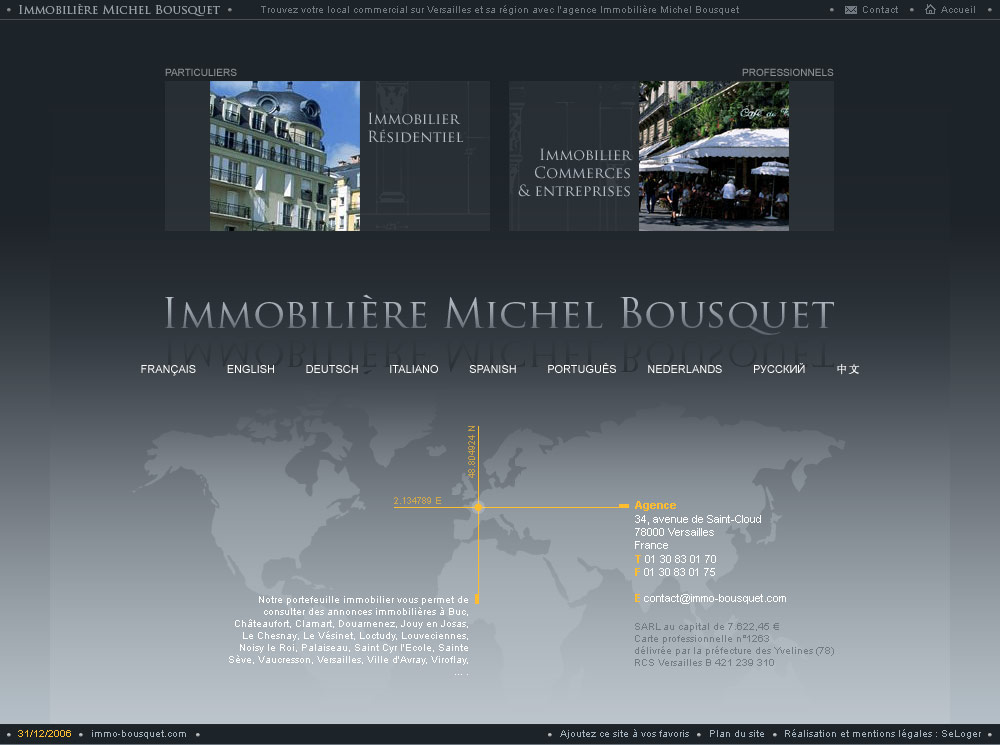 IMMOBILIÈRE MICHEL BOUSQUET
Trouvez votre local commercial sur Versailles et sa région avec l'agence Immobilière Michel Bousquet
Contact
Accueil
PARTICULIERS
IMMOBILIER
RÉSIDENTIEL
PROFESSIONNELS
IMMOBILIER
COMMERCES
& ENTREPRISES
IMMOBILIÈRE MICHEL BOUSQUET
FRANÇAIS ENGLISH DEUTSCH ITALIANO SPANISH PORTUGUÊS NEDERLANDS РУССКИЙ 中文
48.804924 N
2.134789 E
Agence
34, avenue de Saint-Cloud
78000 Versailles
France
T 01 30 83 01 70
F 01 30 83 01 75
E contact@immo-bousquet.com
SARL au capital de 7.622,45 €
Carte professionnelle n°1263
délivrée par la préfecture des Yvelines (78)
RCS Versailles B 421 239 310
Notre portefeuille immobilier vous permet de
consulter des annonces immobilières à Buc,
Châteaufort, Clamart, Douarnenez, Jouy en Josas,
Le Chesnay, Le Vésinet, Loctudy, Louveciennes,
Noisy le Roi, Palaiseau, Saint Cyr l'Ecole, Sainte
Sève, Vaucresson, Versailles, Ville d'Avray, Viroflay,
... .
31/12/2006
immo-bousquet.com
Ajoutez ce site à vos favoris
Plan du site
Réalisation et mentions légales : SeLoger